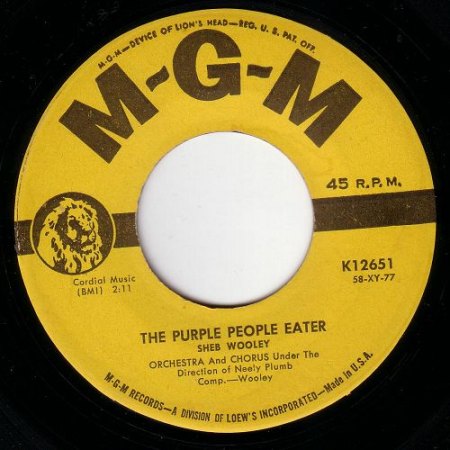 M-G-M—DEVICE OF LION'S HEAD—REG. U. S. PAT. OFF.
M-G-M
45 R.P.M.
Cordial Music
(BMI) 2:11
K12651
58-XY-77
THE PURPLE PEOPLE EATER
SHEB WOOLEY
ORCHESTRA And CHORUS Under The
Direction of Neely Plumb
Comp.—Wooley
M-G-M RECORDS—A DIVISION OF LOEW'S INCORPORATED—Made in U.S.A.